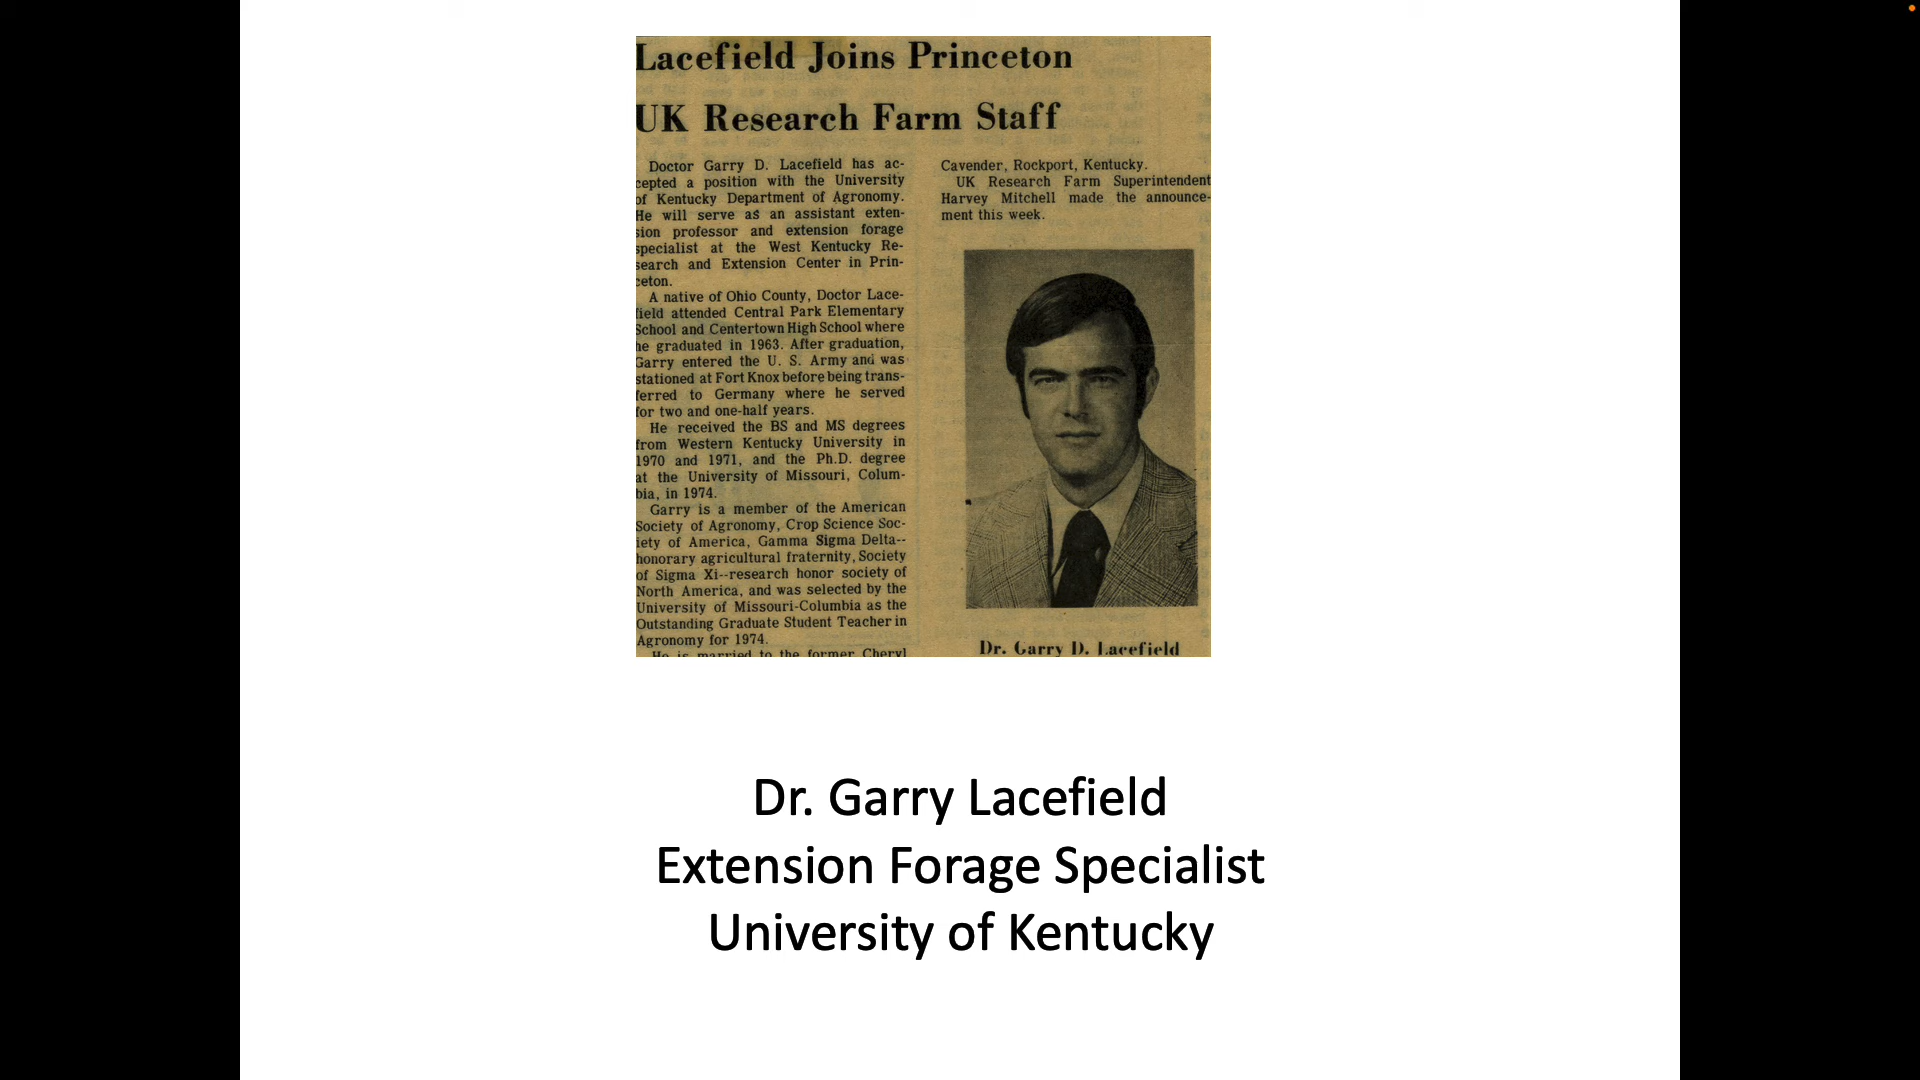 Lacefield Joins Princeton
UK Research Farm Staff
Doctor Garry D. Lacefield has ac-
cepted a position with the University
of Kentucky Department of Agronomy.
He will serve as an assistant exten-
sion professor and extension forage
specialist at the West Kentucky Re-
search and Extension Center in Prin-
ceton.
A native of Ohio County, Doctor Lace-
field attended Central Park Elementary
School and Centertown High School where
he graduated in 1963. After graduation,
Garry entered the U. S. Army and was
stationed at Fort Knox before being trans-
ferred to Germany where he served
for two and one-half years.
He received the BS and MS degrees
from Western Kentucky University in
1970 and 1971, and the Ph.D. degree
at the University of Missouri, Colum-
bia, in 1974.
Garry is a member of the American
Society of Agronomy, Crop Science Soc-
iety of America, Gamma Sigma Delta--
honorary agricultural fraternity, Society
of Sigma Xi--research honor society of
North America, and was selected by the
University of Missouri-Columbia as the
Outstanding Graduate Student Teacher in
Agronomy for 1974.
He is married to the former Cheryl
Cavender, Rockport, Kentucky.
UK Research Farm Superintendent
Harvey Mitchell made the announce-
ment this week.
Dr. Garry D. Lacefield
Dr. Garry Lacefield
Extension Forage Specialist
University of Kentucky